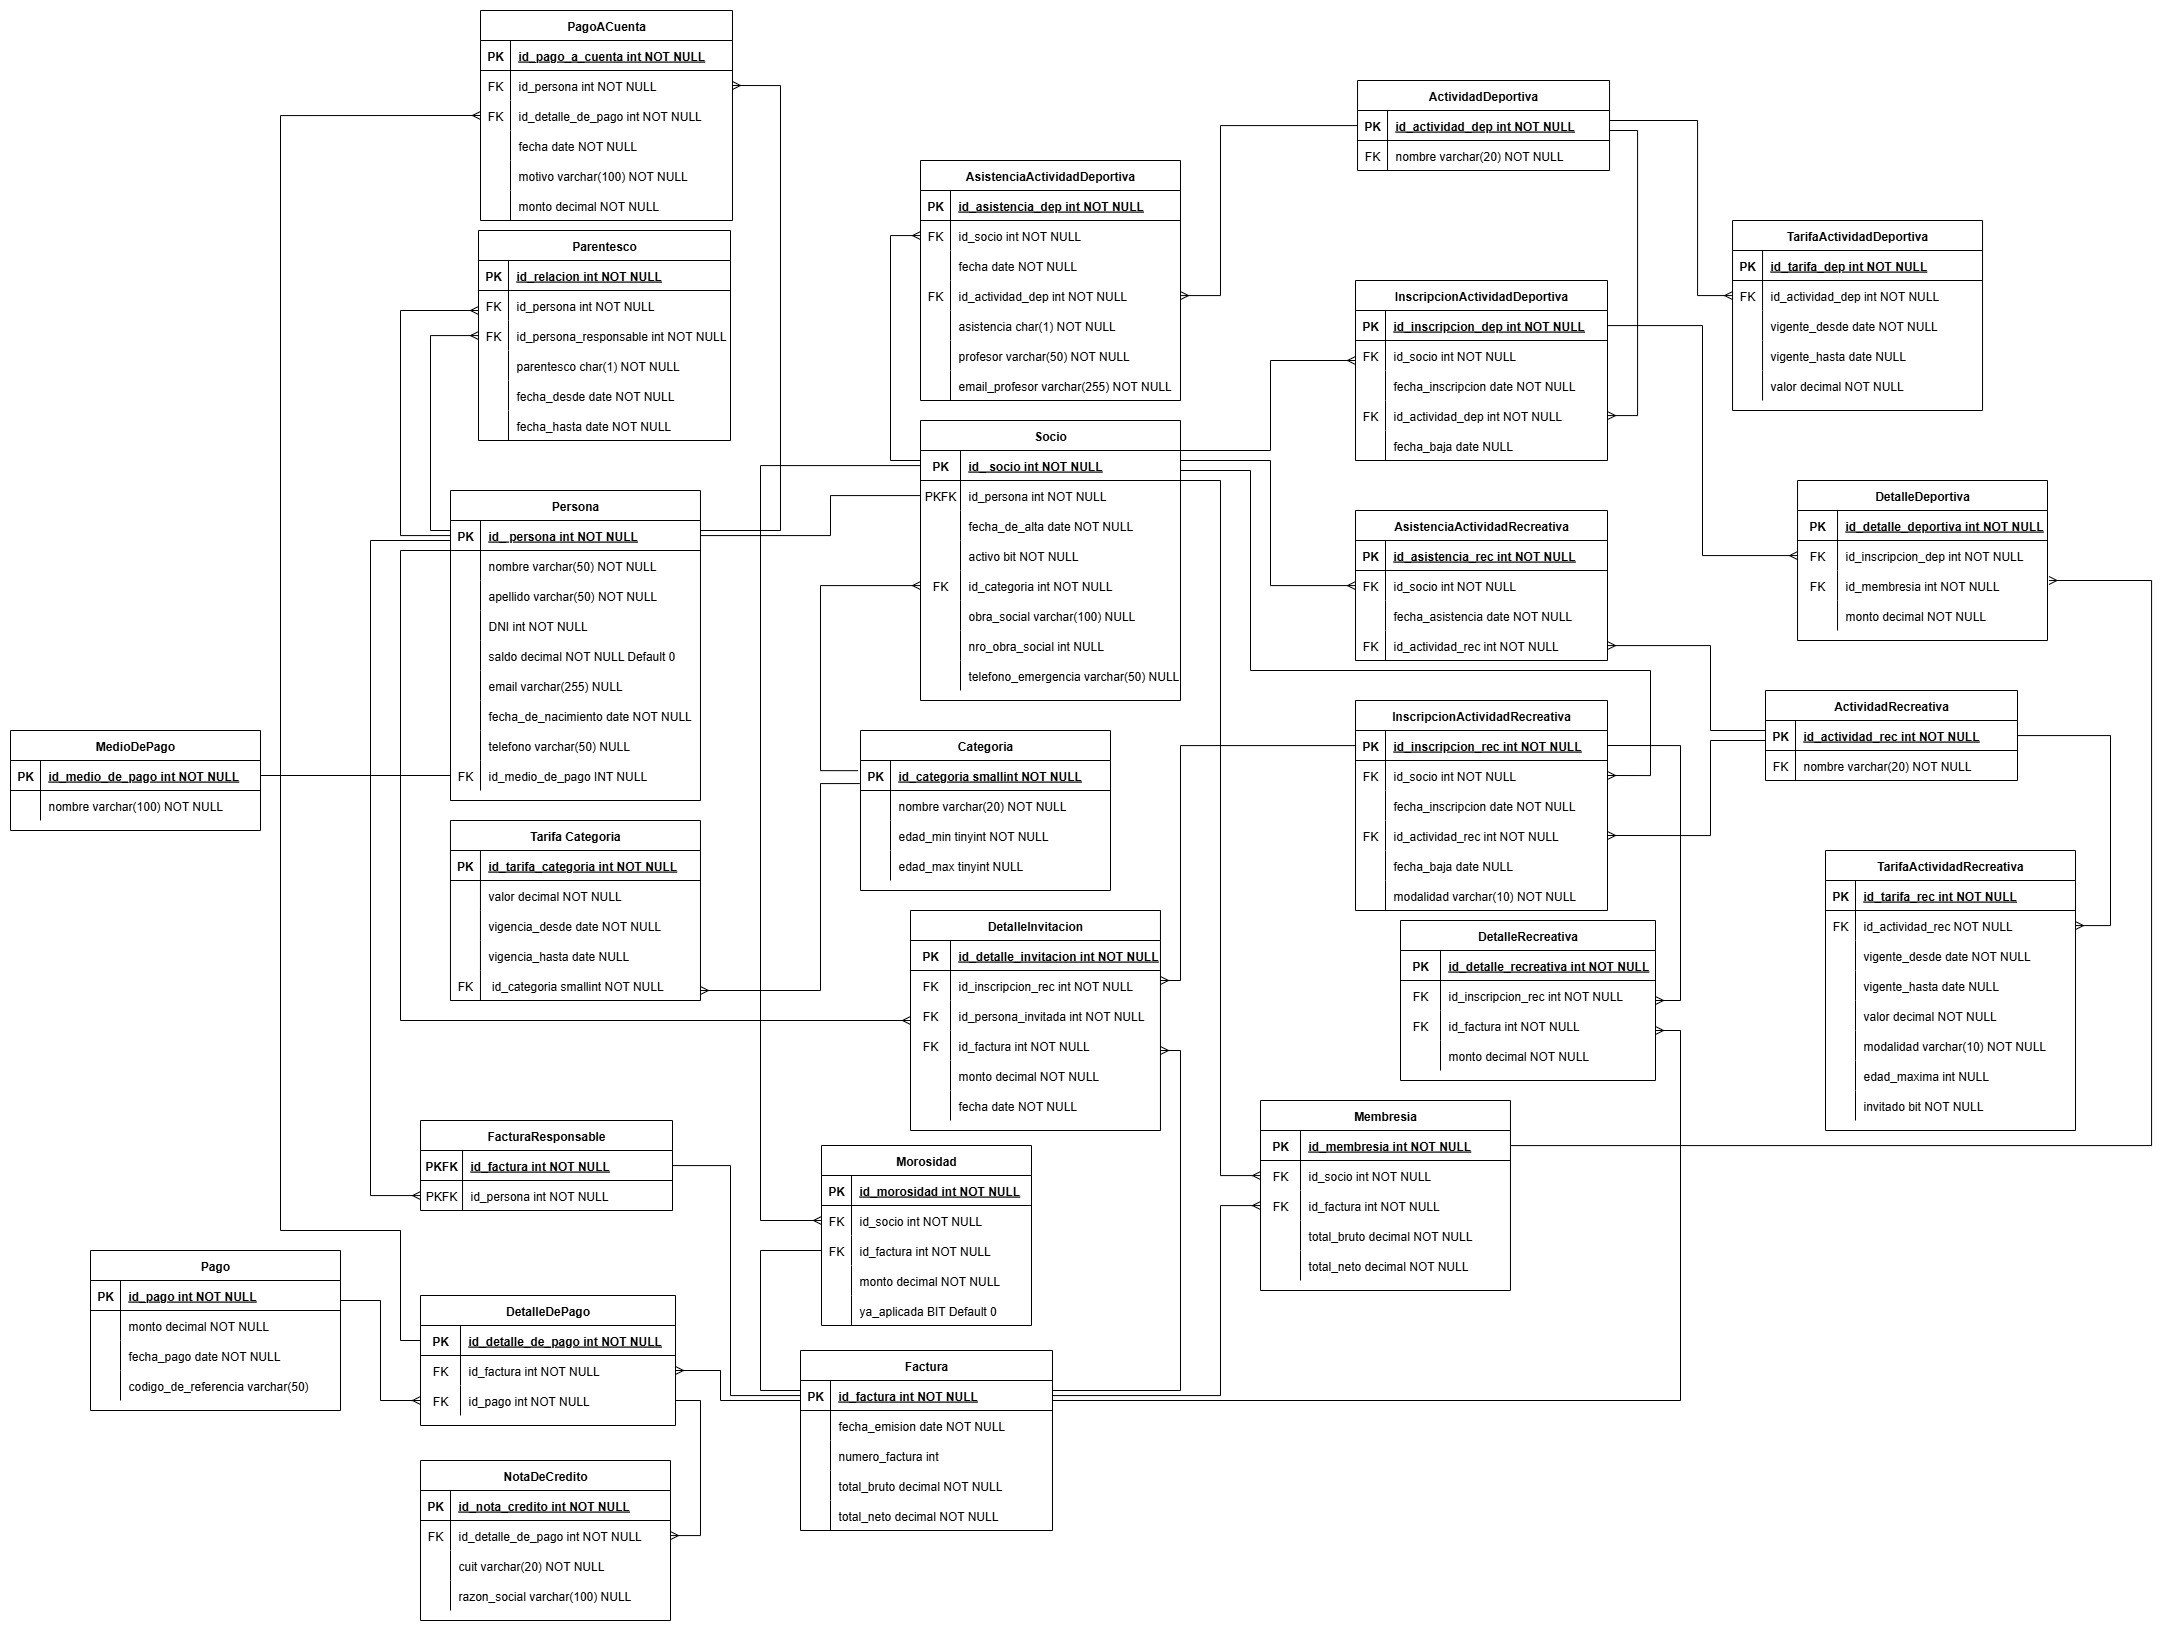 PagoACuenta
PK id_pago_a_cuenta int NOT NULL
FK id_persona int NOT NULL
FK id_detalle_de_pago int NOT NULL
fecha date NOT NULL
motivo varchar(100) NOT NULL
monto decimal NOT NULL
Parentesco
PK id_relacion int NOT NULL
FK id_persona int NOT NULL
FK id_persona_responsable int NOT NULL
parentesco char(1) NOT NULL
fecha_desde date NOT NULL
fecha_hasta date NOT NULL
Persona
PK id_ persona int NOT NULL
nombre varchar(50) NOT NULL
apellido varchar(50) NOT NULL
DNI int NOT NULL
saldo decimal NOT NULL Default 0
email varchar(255) NULL
fecha_de_nacimiento date NOT NULL
telefono varchar(50) NULL
FK id_medio_de_pago INT NULL
MedioDePago
PK id_medio_de_pago int NOT NULL
nombre varchar(100) NOT NULL
Tarifa Categoria
PK id_tarifa_categoria int NOT NULL
valor decimal NOT NULL
vigencia_desde date NOT NULL
vigencia_hasta date NULL
FK id_categoria smallint NOT NULL
FacturaResponsable
PKFK id_factura int NOT NULL
PKFK id_persona int NOT NULL
Pago
PK id_pago int NOT NULL
monto decimal NOT NULL
fecha_pago date NOT NULL
codigo_de_referencia varchar(50)
DetalleDePago
PK id_detalle_de_pago int NOT NULL
FK id_factura int NOT NULL
FK id_pago int NOT NULL
NotaDeCredito
PK id_nota_credito int NOT NULL
FK id_detalle_de_pago int NOT NULL
cuit varchar(20) NOT NULL
razon_social varchar(100) NULL
AsistenciaActividadDeportiva
PK id_asistencia_dep int NOT NULL
FK id_socio int NOT NULL
fecha date NOT NULL
FK id_actividad_dep int NOT NULL
asistencia char(1) NOT NULL
profesor varchar(50) NOT NULL
email_profesor varchar(255) NOT NULL
Socio
PK id_ socio int NOT NULL
PKFK id_persona int NOT NULL
fecha_de_alta date NOT NULL
activo bit NOT NULL
FK id_categoria int NOT NULL
obra_social varchar(100) NULL
nro_obra_social int NULL
telefono_emergencia varchar(50) NULL
Categoria
PK id_categoria smallint NOT NULL
nombre varchar(20) NOT NULL
edad_min tinyint NOT NULL
edad_max tinyint NULL
DetalleInvitacion
PK id_detalle_invitacion int NOT NULL
FK id_inscripcion_rec int NOT NULL
FK id_persona_invitada int NOT NULL
FK id_factura int NOT NULL
monto decimal NOT NULL
fecha date NOT NULL
Morosidad
PK id_morosidad int NOT NULL
FK id_socio int NOT NULL
FK id_factura int NOT NULL
monto decimal NOT NULL
ya_aplicada BIT Default 0
Factura
PK id_factura int NOT NULL
fecha_emision date NOT NULL
numero_factura int
total_bruto decimal NOT NULL
total_neto decimal NOT NULL
ActividadDeportiva
PK id_actividad_dep int NOT NULL
FK nombre varchar(20) NOT NULL
InscripcionActividadDeportiva
PK id_inscripcion_dep int NOT NULL
FK id_socio int NOT NULL
fecha_inscripcion date NOT NULL
FK id_actividad_dep int NOT NULL
fecha_baja date NULL
AsistenciaActividadRecreativa
PK id_asistencia_rec int NOT NULL
FK id_socio int NOT NULL
fecha_asistencia date NOT NULL
FK id_actividad_rec int NOT NULL
InscripcionActividadRecreativa
PK id_inscripcion_rec int NOT NULL
FK id_socio int NOT NULL
fecha_inscripcion date NOT NULL
FK id_actividad_rec int NOT NULL
fecha_baja date NULL
modalidad varchar(10) NOT NULL
DetalleRecreativa
PK id_detalle_recreativa int NOT NULL
FK id_inscripcion_rec int NOT NULL
FK id_factura int NOT NULL
monto decimal NOT NULL
Membresia
PK id_membresia int NOT NULL
FK id_socio int NOT NULL
FK id_factura int NOT NULL
total_bruto decimal NOT NULL
total_neto decimal NOT NULL
TarifaActividadDeportiva
PK id_tarifa_dep int NOT NULL
FK id_actividad_dep int NOT NULL
vigente_desde date NOT NULL
vigente_hasta date NULL
valor decimal NOT NULL
DetalleDeportiva
PK id_detalle_deportiva int NOT NULL
FK id_inscripcion_dep int NOT NULL
FK id_membresia int NOT NULL
monto decimal NOT NULL
ActividadRecreativa
PK id_actividad_rec int NOT NULL
FK nombre varchar(20) NOT NULL
TarifaActividadRecreativa
PK id_tarifa_rec int NOT NULL
FK id_actividad_rec NOT NULL
vigente_desde date NOT NULL
vigente_hasta date NULL
valor decimal NOT NULL
modalidad varchar(10) NOT NULL
edad_maxima int NULL
invitado bit NOT NULL